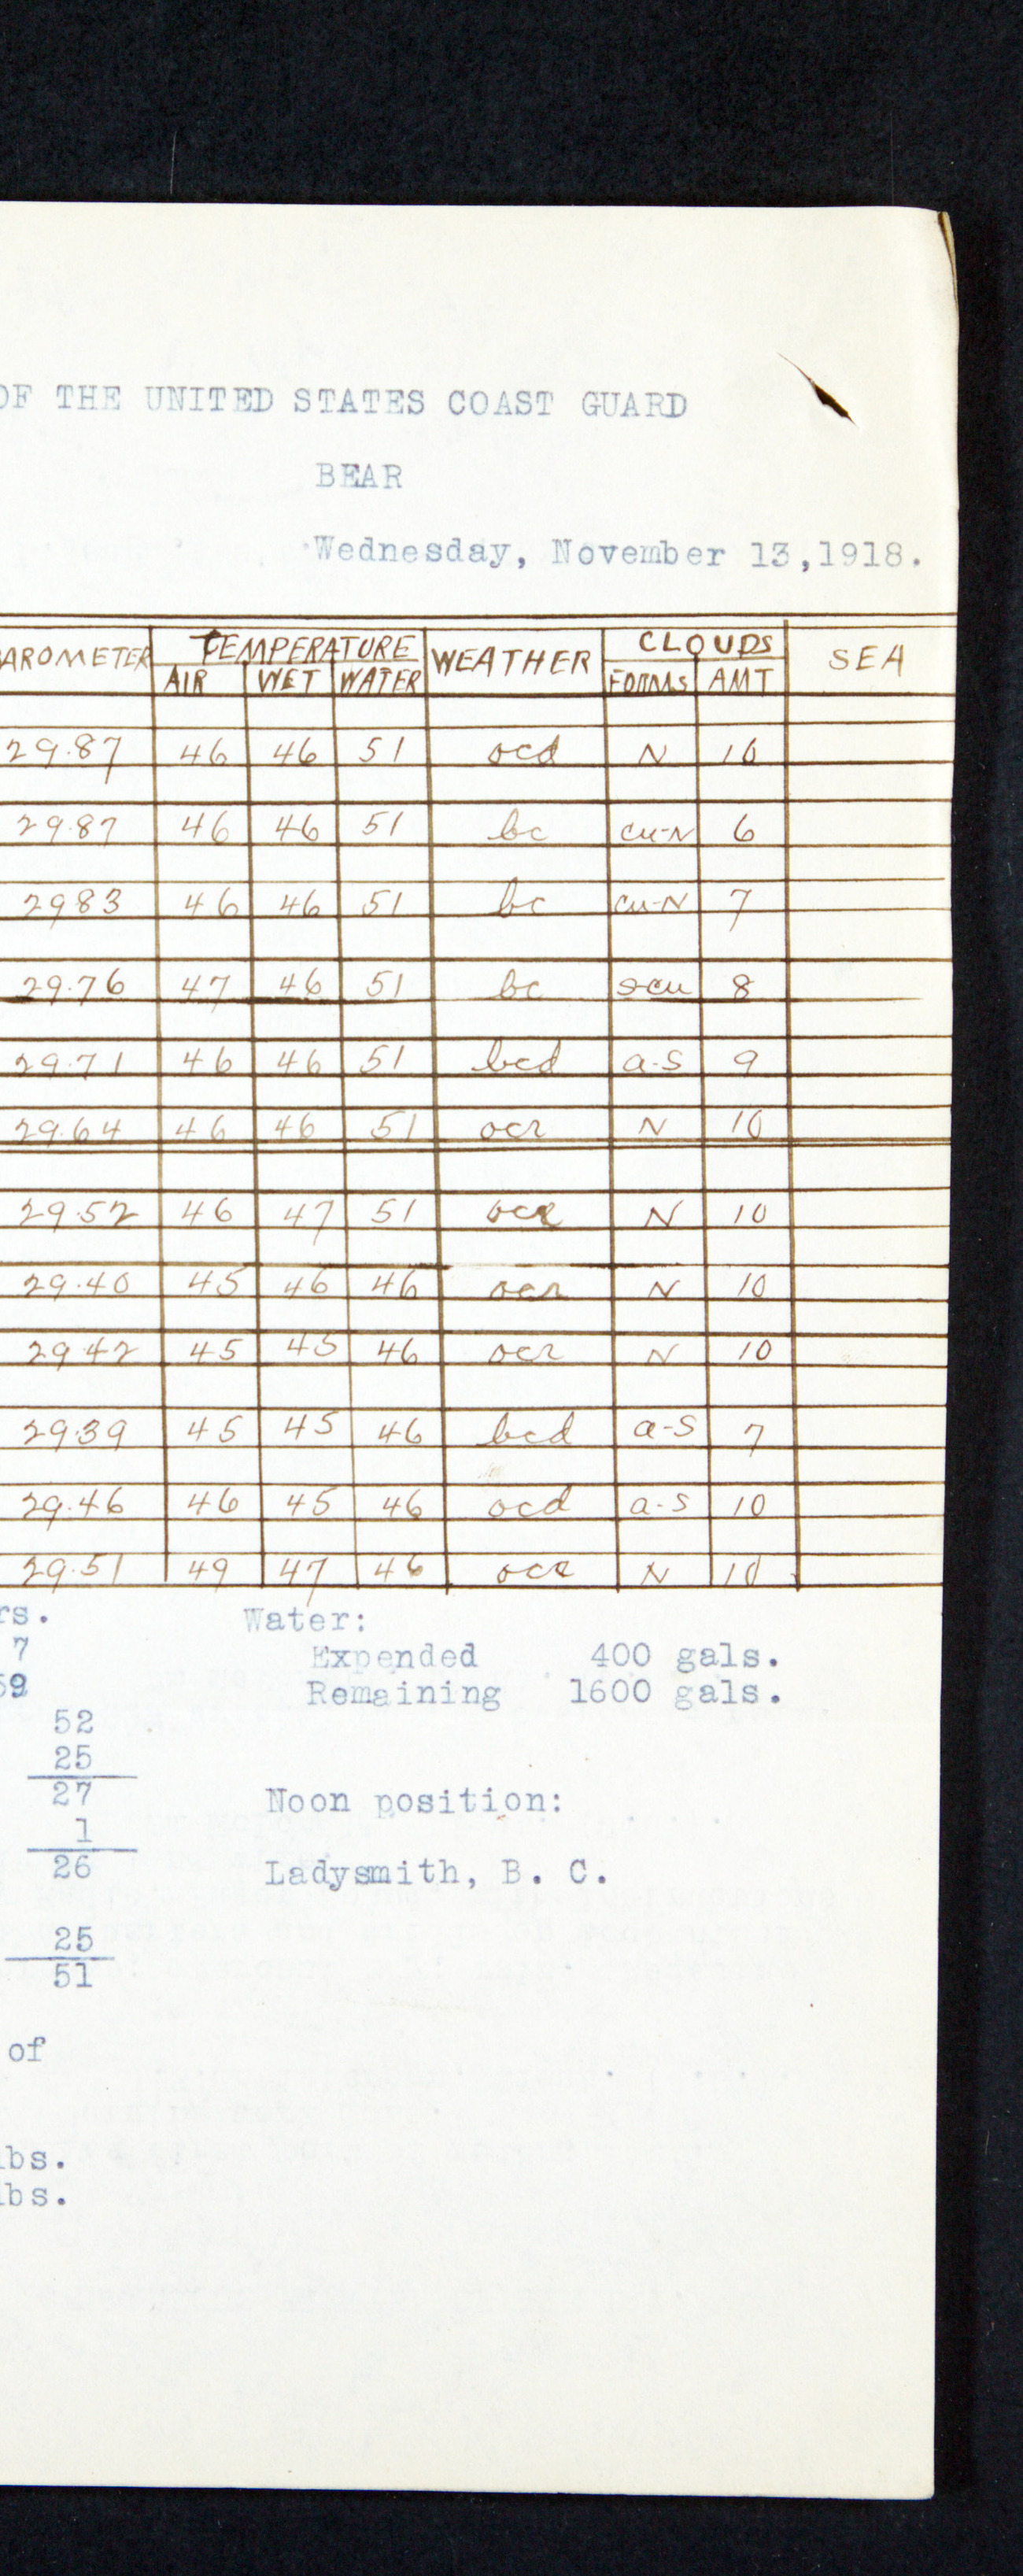 OF THE UNITED STATES COAST GUARD
BEAR
Wednesday, November 13,1918.
BAROMETER TEMPERATURE WEATHER CLOUDS SEA
AIR WET WATER FORMS AMT
29.87 46 46 51 ocd N 10
29.87 46 46 51 bc cu-N 6
2983 46 46 51 bc cu-N 7
29.76 47 46 51 bc scu 8
29.71 46 46 51 bcd a-s 9
29.64 46 46 51 ocr N 10
29.52 46 47 51 ocr N 10
29.40 45 46 46 ocr N 10
29.42 45 45 46 ocr N 10
29.39 45 45 46 bcd a-s 7
29.46 46 45 46 ocd a-s 10
29.51 49 47 46 ocr N 10
rs. Water:
7 Expended 400 gals.
Remaining 1600 gals.
52
25
27 Noon position:
1
26 Ladysmith, B. C.
25
51
of
lbs.
lbs.